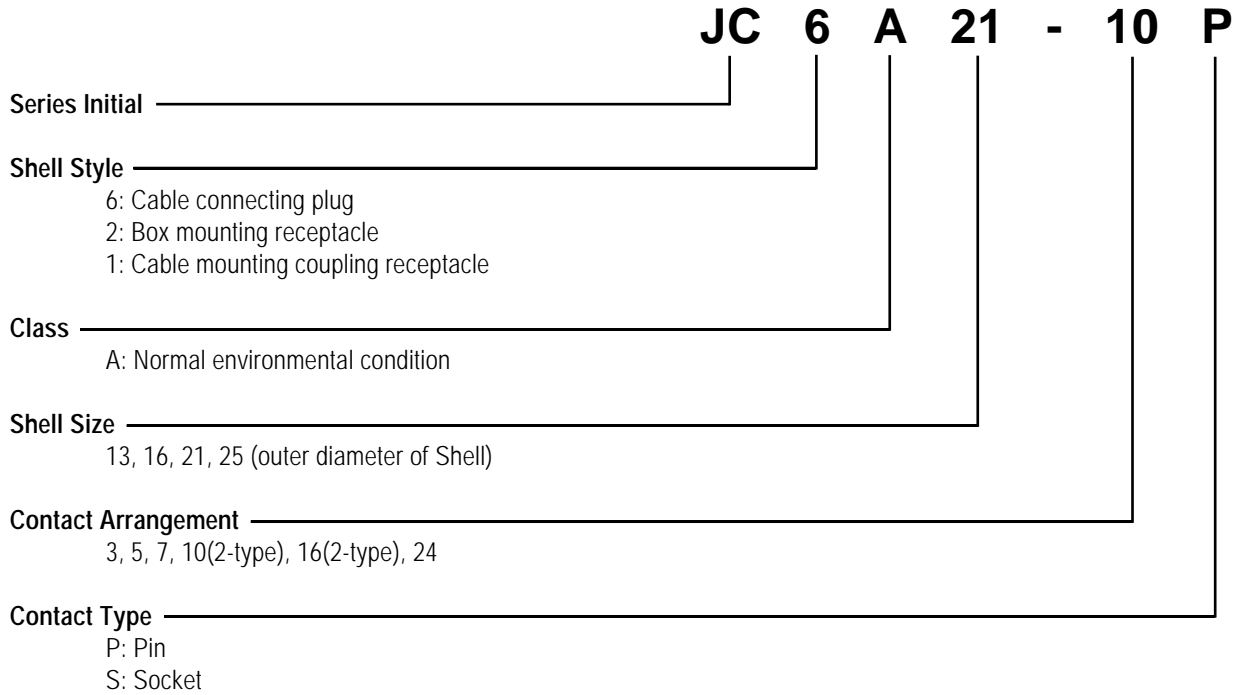 JC 6 A 21 - 10 P
Series Initial
Shell Style
6: Cable connecting plug
2: Box mounting receptacle
1: Cable mounting coupling receptacle
Class
A: Normal environmental condition
Shell Size
13, 16, 21, 25 (outer diameter of Shell)
Contact Arrangement
3, 5, 7, 10(2-type), 16(2-type), 24
Contact Type
P: Pin
S: Socket